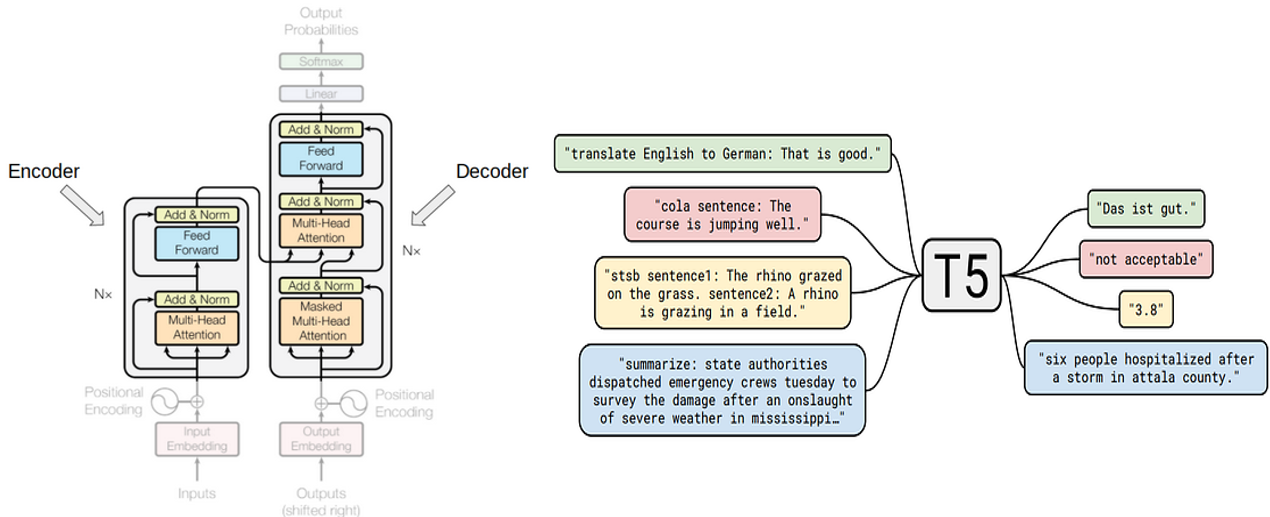 Output
Probabilities
Softmax
Linear
Add & Norm
Feed
Forward
Add & Norm
Multi-Head
Attention
Add & Norm
Masked
Multi-Head
Attention
Decoder
Nx
Encoder
Add & Norm
Feed
Forward
Add & Norm
Multi-Head
Attention
Nx
Positional
Encoding
Positional
Encoding
Input
Embedding
Output
Embedding
Inputs
Outputs
(shifted right)
"translate English to German: That is good."
"cola sentence: The
course is jumping well."
"stsb sentence1: The rhino grazed
on the grass. sentence2: A rhino
is grazing in a field."
"summarize: state authorities
dispatched emergency crews tuesday to
survey the damage after an onslaught
of severe weather in mississippi…"
T5
"Das ist gut."
"not acceptable"
"3.8"
"six people hospitalized after
a storm in attala county."